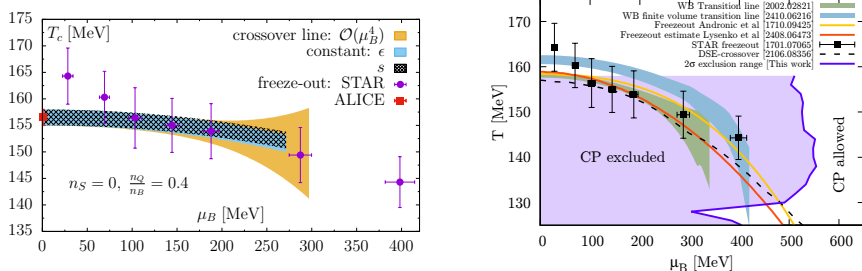 175
170
165
160
155
150
145
140
135
T_c [MeV]
crossover line: O(μ_B^4)
constant: ϵ
s
freeze-out: STAR
ALICE
n_S = 0, n_Q/n_B = 0.4
μ_B [MeV]
0 50 100 150 200 250 300 350 400
170
160
150
140
130
T [MeV]
WB Transition line [2002.02821]
WB finite volume transition line [2410.06216]
Freezeout Andronic et al [1710.09425]
Freezeout estimate Lysenko et al. [2408.06473]
STAR freezeout [1701.07065]
DSE-crossover [2106.08356]
2σ exclusion range [This work]
CP excluded
CP allowed
0 100 200 300 400 500 600
μ_B [MeV]